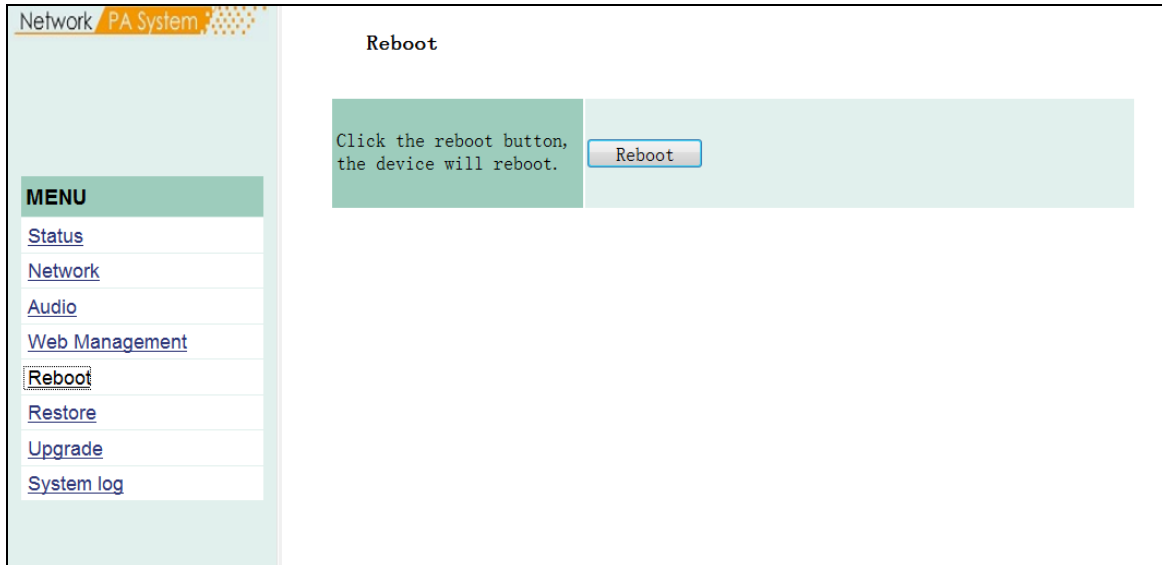 Network PA System
Reboot
Click the reboot button,
the device will reboot.
Reboot
MENU
Status
Network
Audio
Web Management
Reboot
Restore
Upgrade
System log